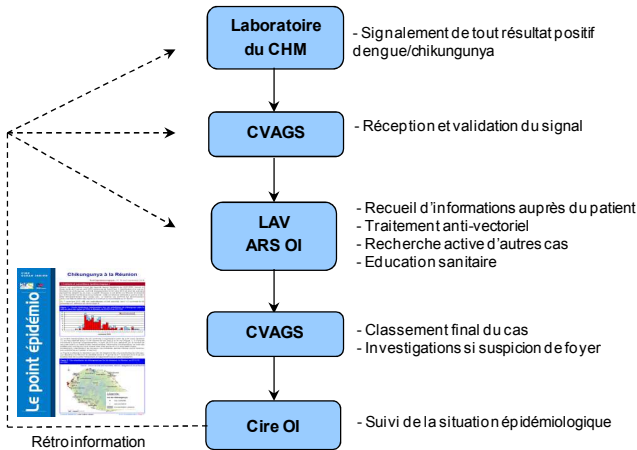 Laboratoire
du CHM
- Signalement de tout résultat positif
dengue/chikungunya
CVAGS
- Réception et validation du signal
LAV
ARS OI
- Recueil d'informations auprès du patient
- Traitement anti-vectoriel
- Recherche active d'autres cas
- Education sanitaire
Le point épidémio
Chikungunya à la Réunion
CVAGS
- Classement final du cas
- Investigations si suspicion de foyer
Cire OI
- Suivi de la situation épidémiologique
Rétroinformation